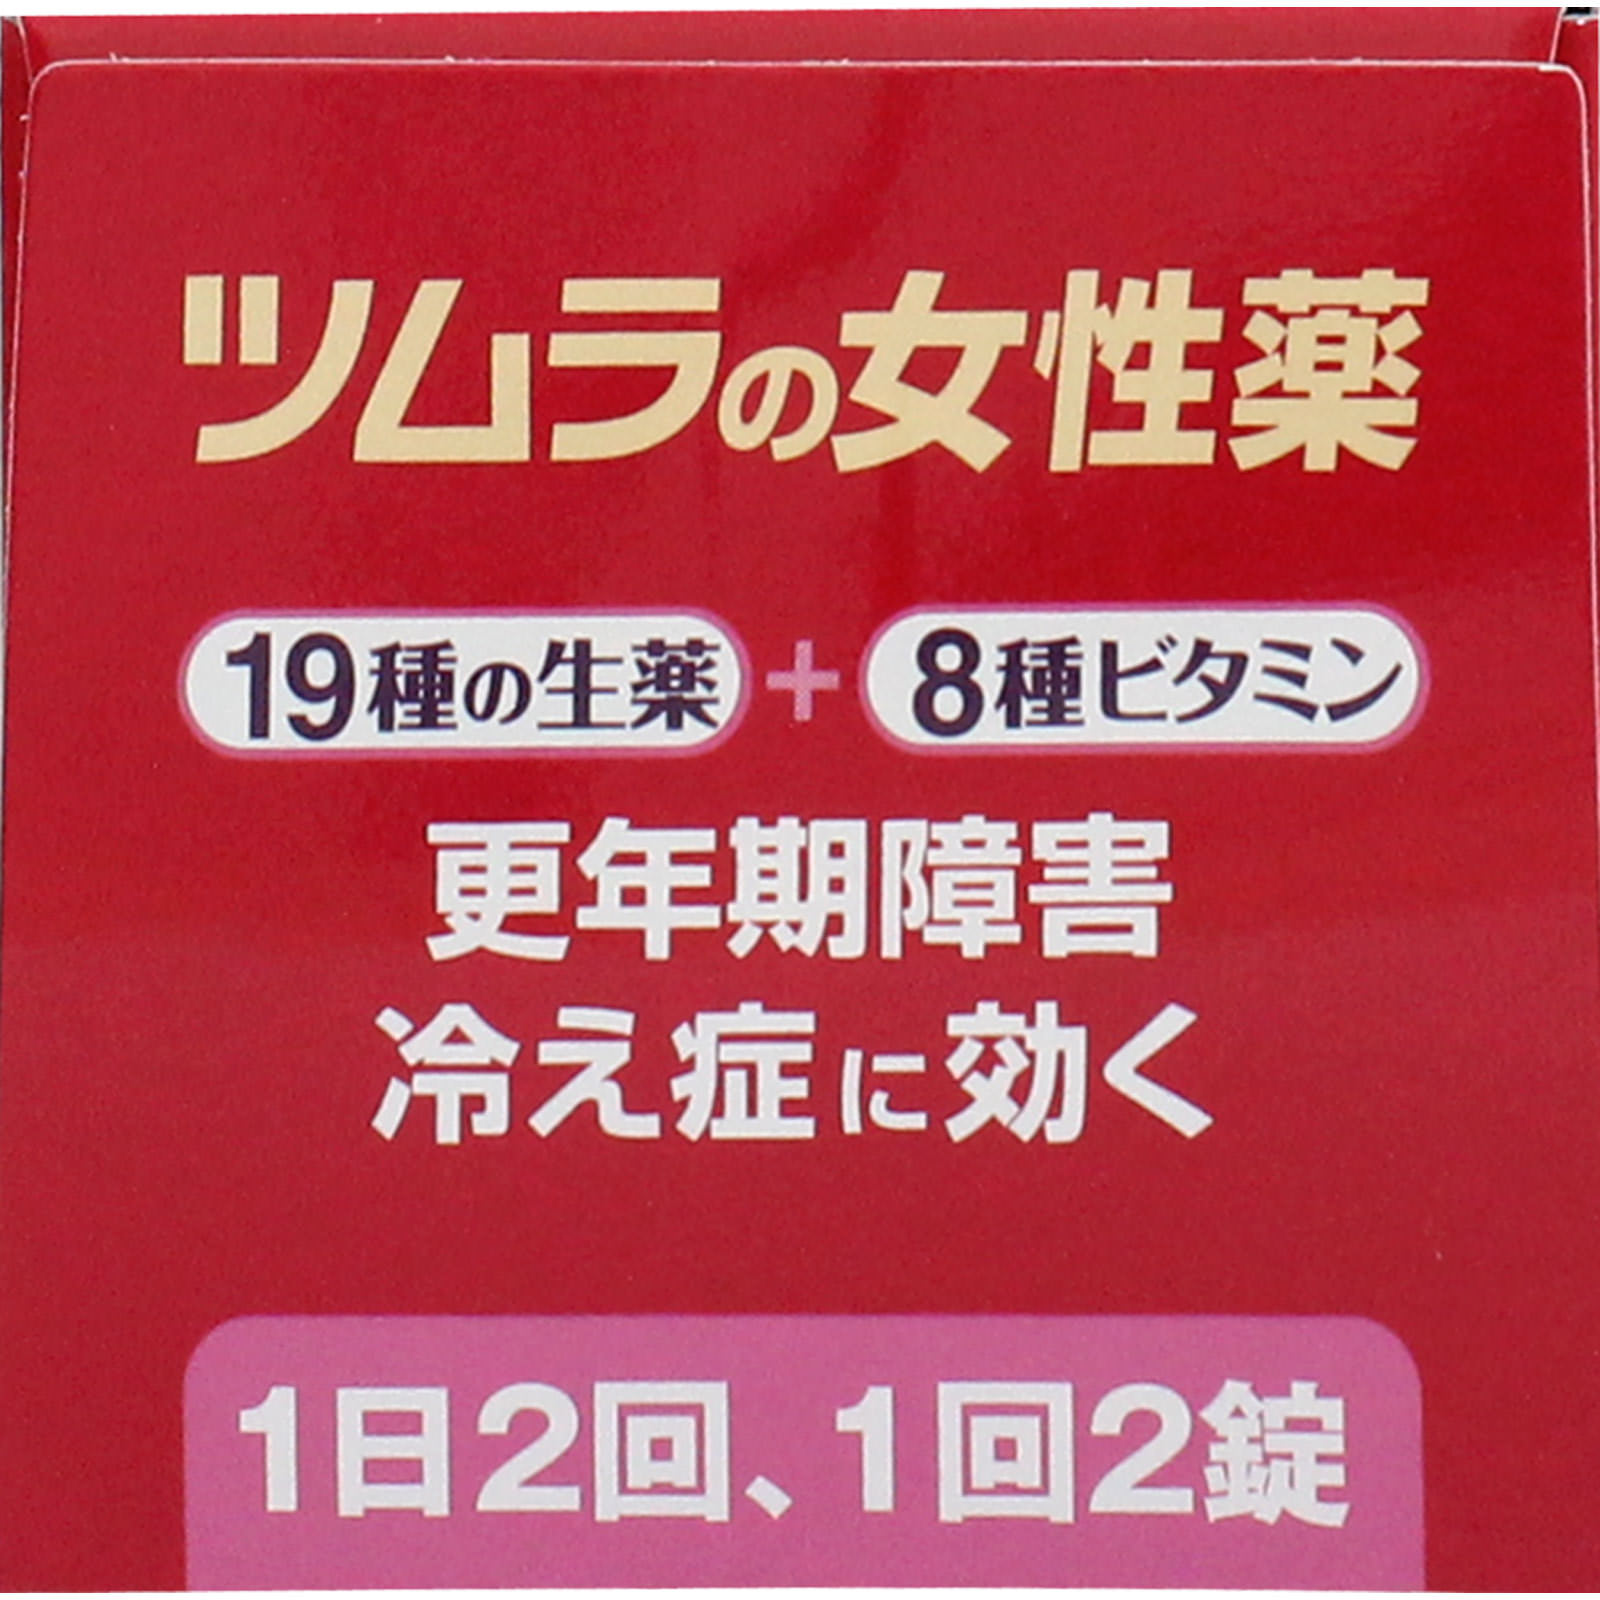 ツムラの女性薬
19種の生薬+8種ビタミン
更年期障害
冷え症に効く
1日2回、1回2錠